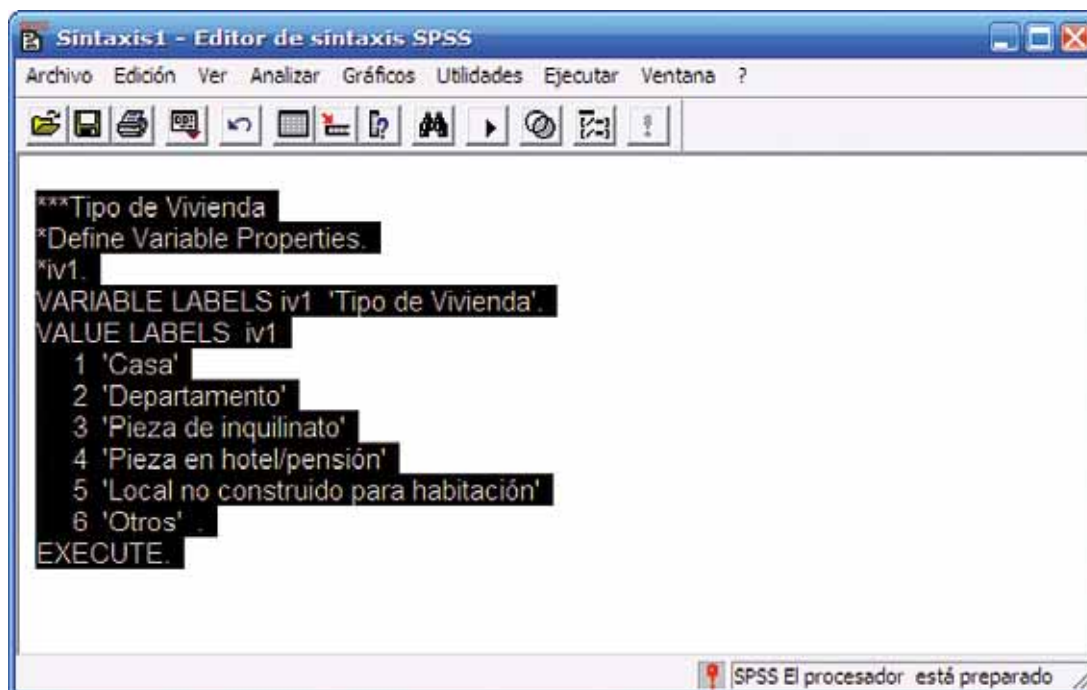 Sintaxis1 - Editor de sintaxis SPSS
Archivo Edición Ver Analizar Gráficos Utilidades Ejecutar Ventana ?
***Tipo de Vivienda
*Define Variable Properties.
*iv1.
VARIABLE LABELS iv1 'Tipo de Vivienda'.
VALUE LABELS iv1
1 'Casa'
2 'Departamento'
3 'Pieza de inquilinato'
4 'Pieza en hotel/pensión'
5 'Local no construido para habitación'
6 'Otros' .
EXECUTE.
SPSS El procesador está preparado